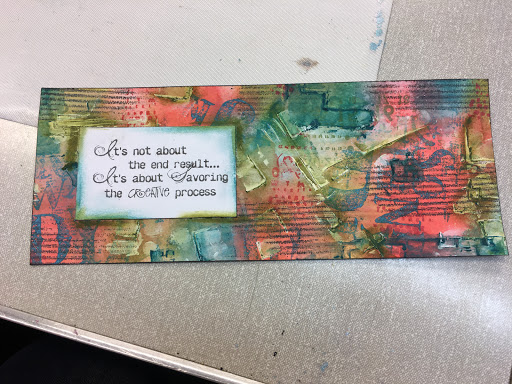 It's not about
the end result...
It's about Savoring
the CREATIVE process